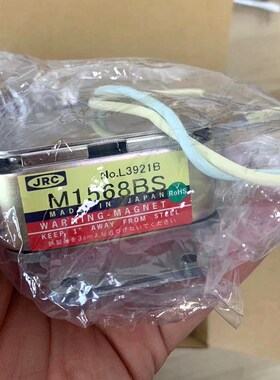 JRC
No.L3921B
M1568BS
RoHS
MADE IN JAPAN
WARNING-MAGNET
KEEP 1" AWAY FROM STEEL